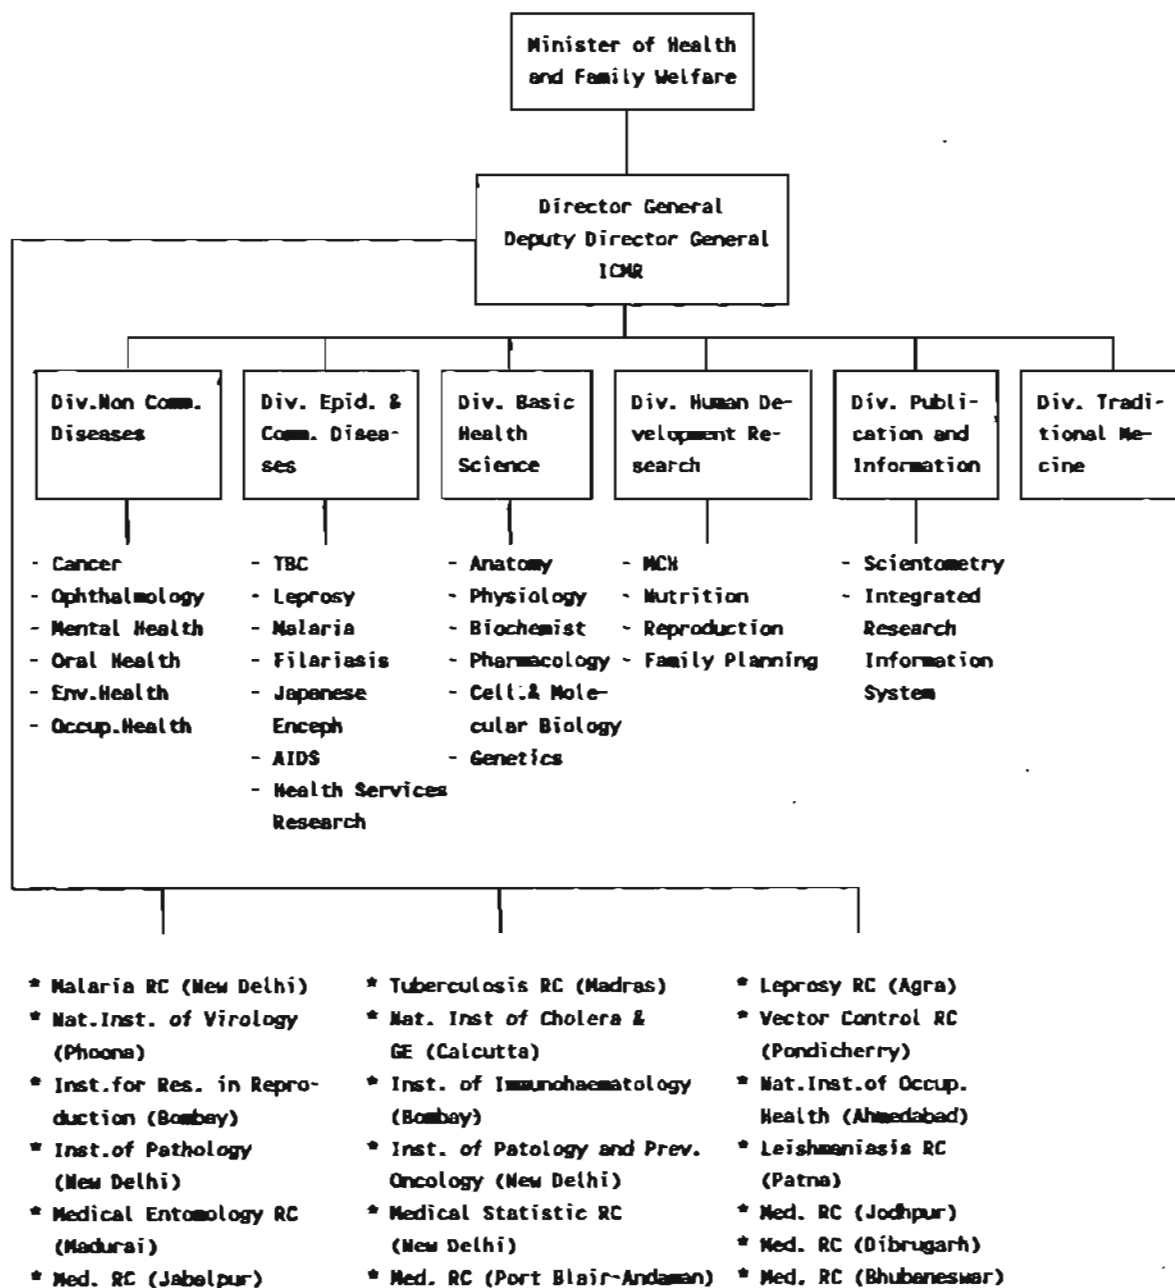 Minister of Health
and Family Welfare
Director General
Deputy Director General
ICMR
Div.Non Comm.
Diseases
Div. Epid. &
Comm. Disea-
ses
Div. Basic
Health
Science
Div. Human De-
velopment Re-
search
Div. Publi-
cation and
Information
Div. Tradi-
tional Me-
cine
- Cancer
- Ophthalmology
- Mental Health
- Oral Health
- Env.Health
- Occup.Health
- TBC
- Leprosy
- Malaria
- Filariasis
- Japanese
Enceph
- AIDS
- Health Services
Research
- Anatomy
- Physiology
- Biochemist
- Pharmacology
- Cell.& Mole-
cular Biology
- Genetics
- MCH
- Nutrition
- Reproduction
- Family Planning
- Scientometry
- Integrated
Research
Information
System
* Malaria RC (New Delhi)
* Nat.Inst. of Virology
(Phoona)
* Inst.for Res. in Repro-
duction (Bombay)
* Inst.of Pathology
(New Delhi)
* Medical Entomology RC
(Madurai)
* Med. RC (Jabalpur)
* Tuberculosis RC (Madras)
* Nat. Inst of Cholera &
GE (Calcutta)
* Inst. of Immunohaematology
(Bombay)
* Inst. of Patology and Prev.
Oncology (New Delhi)
* Medical Statistic RC
(New Delhi)
* Med. RC (Port Blair-Andaman)
* Leprosy RC (Agra)
* Vector Control RC
(Pondicherry)
* Nat.Inst.of Occup.
Health (Ahmedabad)
* Leishmaniasis RC
(Patna)
* Med. RC (Jodhpur)
* Med. RC (Dibrugarh)
* Med. RC (Bhubaneswar)